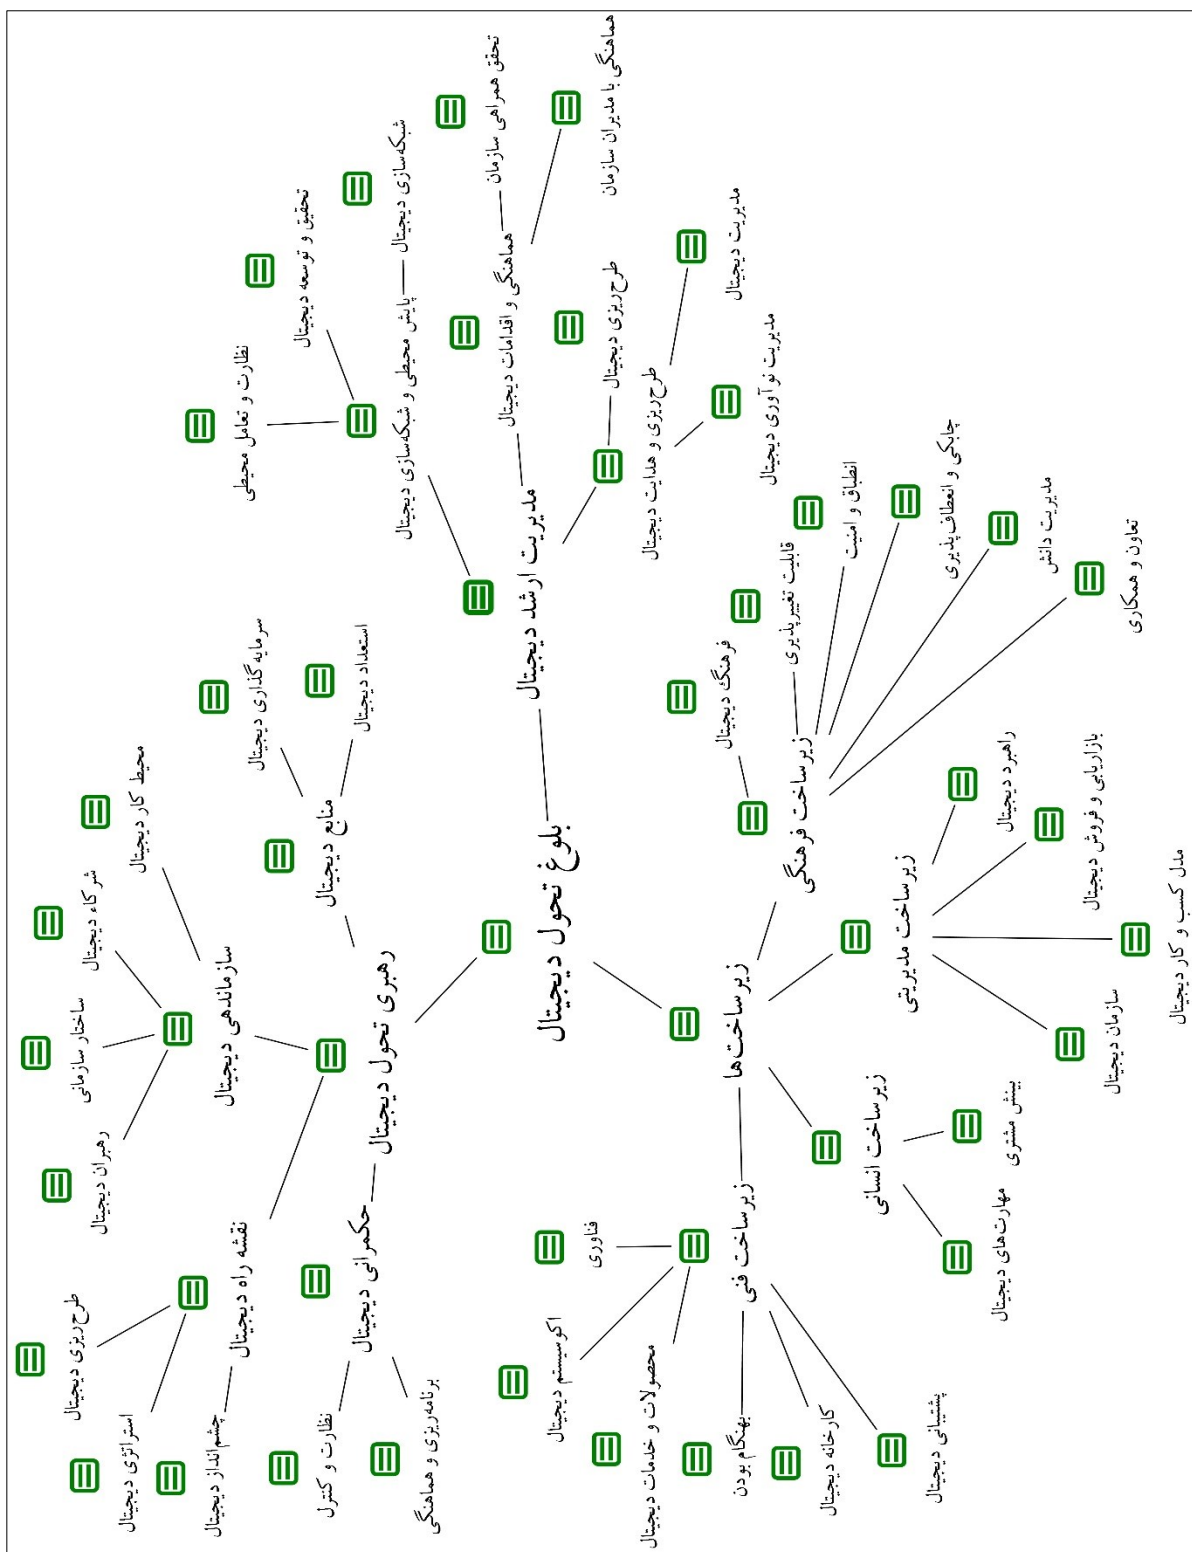 هماهنگی با مدیران سازمان
تحقق همراهی سازمان
شبکه‌سازی دیجیتال
تحقیق و توسعه دیجیتال
نظارت و تعامل محیطی
پایش محیطی و شبکه‌سازی دیجیتال
هماهنگی و اقدامات دیجیتال
مدیریت دیجیتال
طرح‌ریزی دیجیتال
مدیریت نوآوری دیجیتال
طرح‌ریزی و هدایت دیجیتال
مدیریت ارشد دیجیتال
چابکی و انعطاف‌پذیری
انطباق و امنیت
مدیریت دانش
تعاون و همکاری
قابلیت تغییرپذیری
فرهنگ دیجیتال
زیرساخت فرهنگی
استعداد دیجیتال
سرمایه‌گذاری دیجیتال
منابع دیجیتال
محیط کار دیجیتال
شرکاء دیجیتال
ساختار سازمانی
رهبران دیجیتال
سازماندهی دیجیتال
بلوغ تحول دیجیتال
رهبری تحول دیجیتال
راهبرد دیجیتال
بازاریابی و فروش دیجیتال
مدل کسب و کار دیجیتال
سازمان دیجیتال
زیرساخت مدیریتی
زیرساخت‌ها
زیرساخت انسانی
بینش مشتری
مهارت‌های دیجیتال
زیرساخت فنی
فناوری
اکوسیستم دیجیتال
محصولات و خدمات دیجیتال
بهنگام بودن
کارخانه دیجیتال
پشتیبانی دیجیتال
نقشه راه دیجیتال
طرح‌ریزی دیجیتال
استراتژی دیجیتال
چشم‌انداز دیجیتال
حکمرانی دیجیتال
نظارت و کنترل
برنامه‌ریزی و هماهنگی